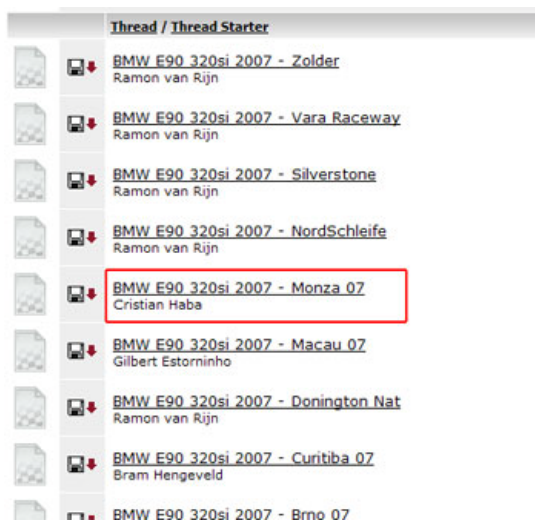 Thread / Thread Starter
BMW E90 320si 2007 - Zolder
Ramon van Rijn
BMW E90 320si 2007 - Vara Raceway
Ramon van Rijn
BMW E90 320si 2007 - Silverstone
Ramon van Rijn
BMW E90 320si 2007 - NordSchleife
Ramon van Rijn
BMW E90 320si 2007 - Monza 07
Cristian Haba
BMW E90 320si 2007 - Macau 07
Gilbert Estorninho
BMW E90 320si 2007 - Donington Nat
Ramon van Rijn
BMW E90 320si 2007 - Curitiba 07
Bram Hengeveld
BMW E90 320si 2007 - Brno 07